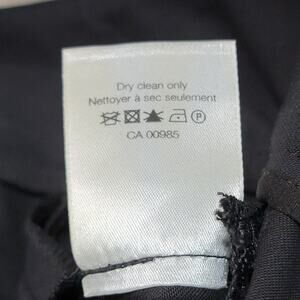 Dry clean only
Nettoyer à sec seulement
P
CA 00985